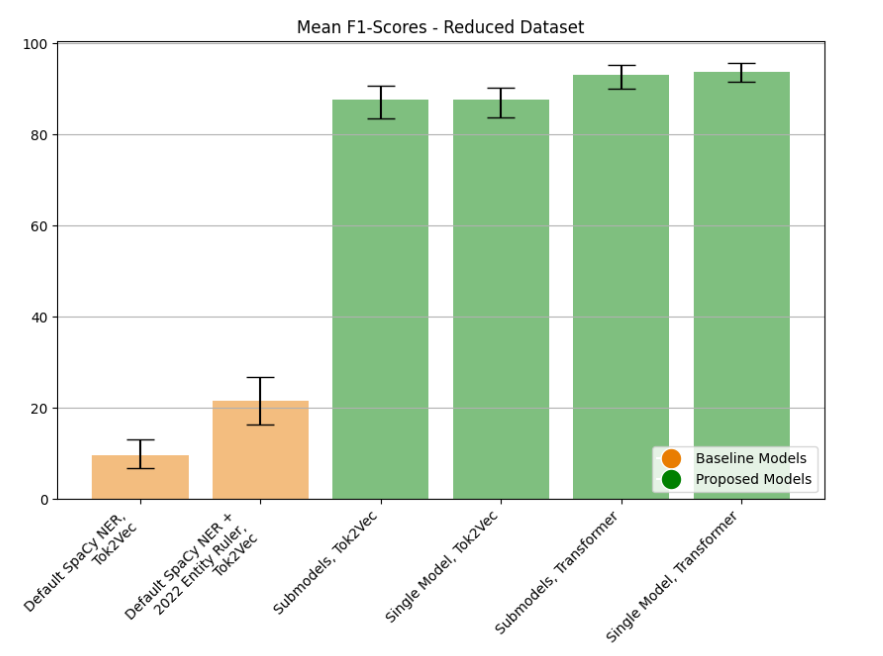 Mean F1-Scores - Reduced Dataset
100
80
60
40
20
0
Baseline Models
Proposed Models
Default SpaCy NER,
Tok2Vec
Default SpaCy NER +
2022 Entity Ruler,
Tok2Vec
Submodels, Tok2Vec
Single Model, Tok2Vec
Submodels, Transformer
Single Model, Transformer